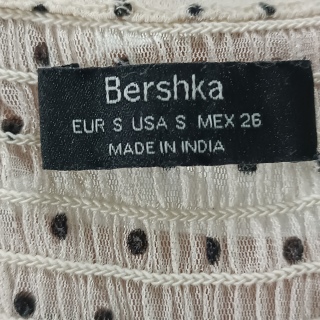 Bershka
EUR S USA S MEX 26
MADE IN INDIA